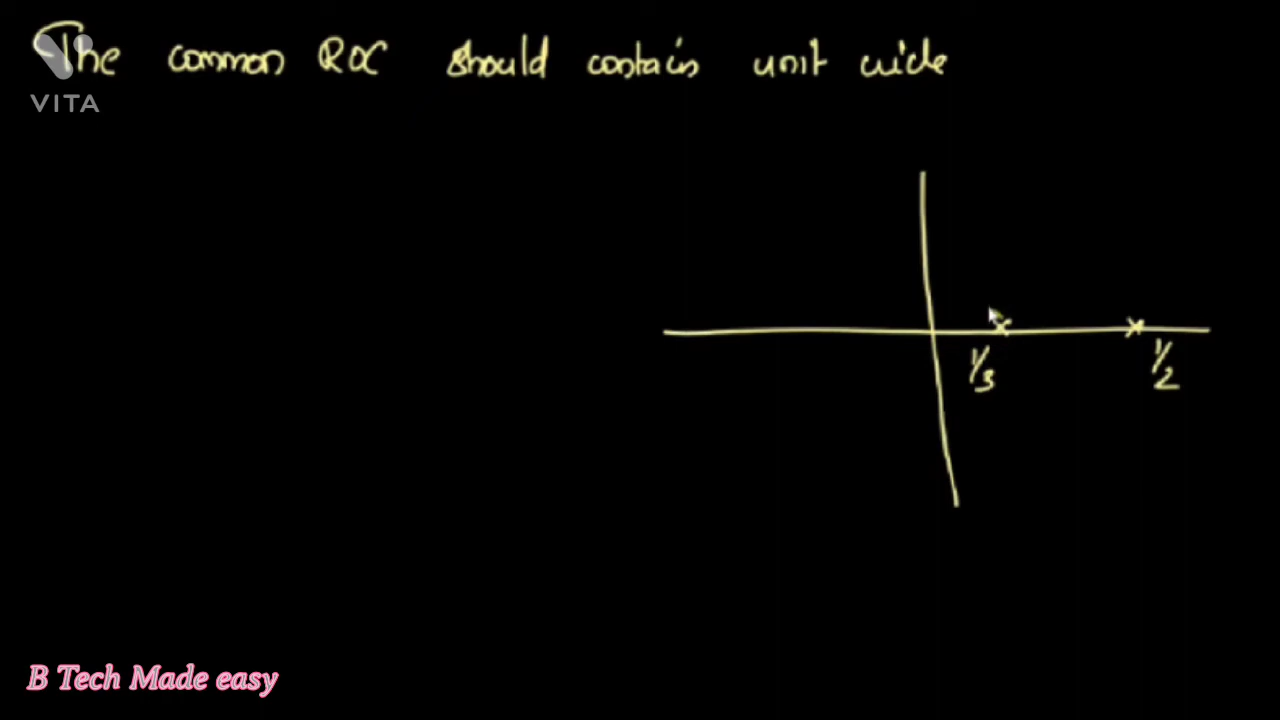 The common ROC should contain unit circle
VITA
1/3
1/2
B Tech Made easy